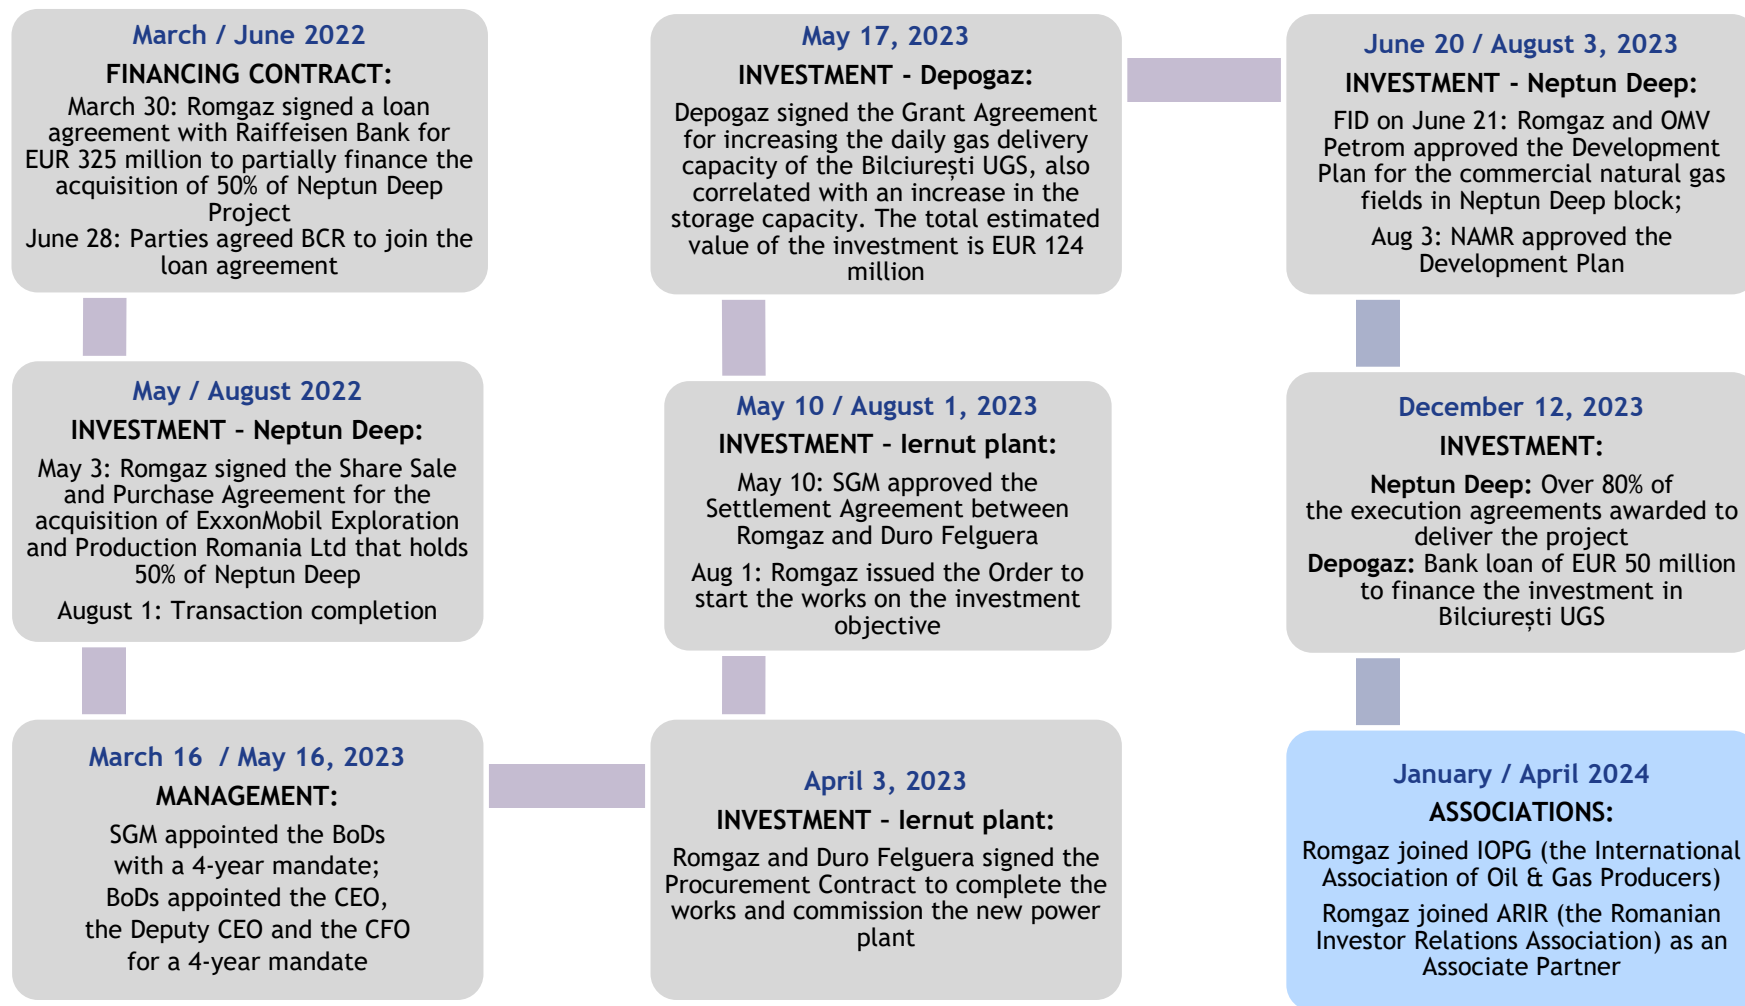 March / June 2022
FINANCING CONTRACT:
March 30: Romgaz signed a loan
agreement with Raiffeisen Bank for
EUR 325 million to partially finance the
acquisition of 50% of Neptun Deep
Project
June 28: Parties agreed BCR to join the
loan agreement
May / August 2022
INVESTMENT – Neptun Deep:
May 3: Romgaz signed the Share Sale
and Purchase Agreement for the
acquisition of ExxonMobil Exploration
and Production Romania Ltd that holds
50% of Neptun Deep
August 1: Transaction completion
March 16  / May 16, 2023
MANAGEMENT:
SGM appointed the BoDs
with a 4-year mandate;
BoDs appointed the CEO,
the Deputy CEO and the CFO
for a 4-year mandate
April 3, 2023
INVESTMENT – Iernut plant:
Romgaz and Duro Felguera signed the
Procurement Contract to complete the
works and commission the new power
plant
May 10 / August 1, 2023
INVESTMENT – Iernut plant:
May 10: SGM approved the
Settlement Agreement between
Romgaz and Duro Felguera
Aug 1: Romgaz issued the Order to
start the works on the investment
objective
May 17, 2023
INVESTMENT - Depogaz:
Depogaz signed the Grant Agreement
for increasing the daily gas delivery
capacity of the Bilciurești UGS, also
correlated with an increase in the
storage capacity. The total estimated
value of the investment is EUR 124
million
June 20 / August 3, 2023
INVESTMENT - Neptun Deep:
FID on June 21: Romgaz and OMV
Petrom approved the Development
Plan for the commercial natural gas
fields in Neptun Deep block;
Aug 3: NAMR approved the
Development Plan
December 12, 2023
INVESTMENT:
Neptun Deep: Over 80% of
the execution agreements awarded to
deliver the project
Depogaz: Bank loan of EUR 50 million
to finance the investment in
Bilciurești UGS
January / April 2024
ASSOCIATIONS:
Romgaz joined IOPG (the International
Association of Oil & Gas Producers)
Romgaz joined ARIR (the Romanian
Investor Relations Association) as an
Associate Partner